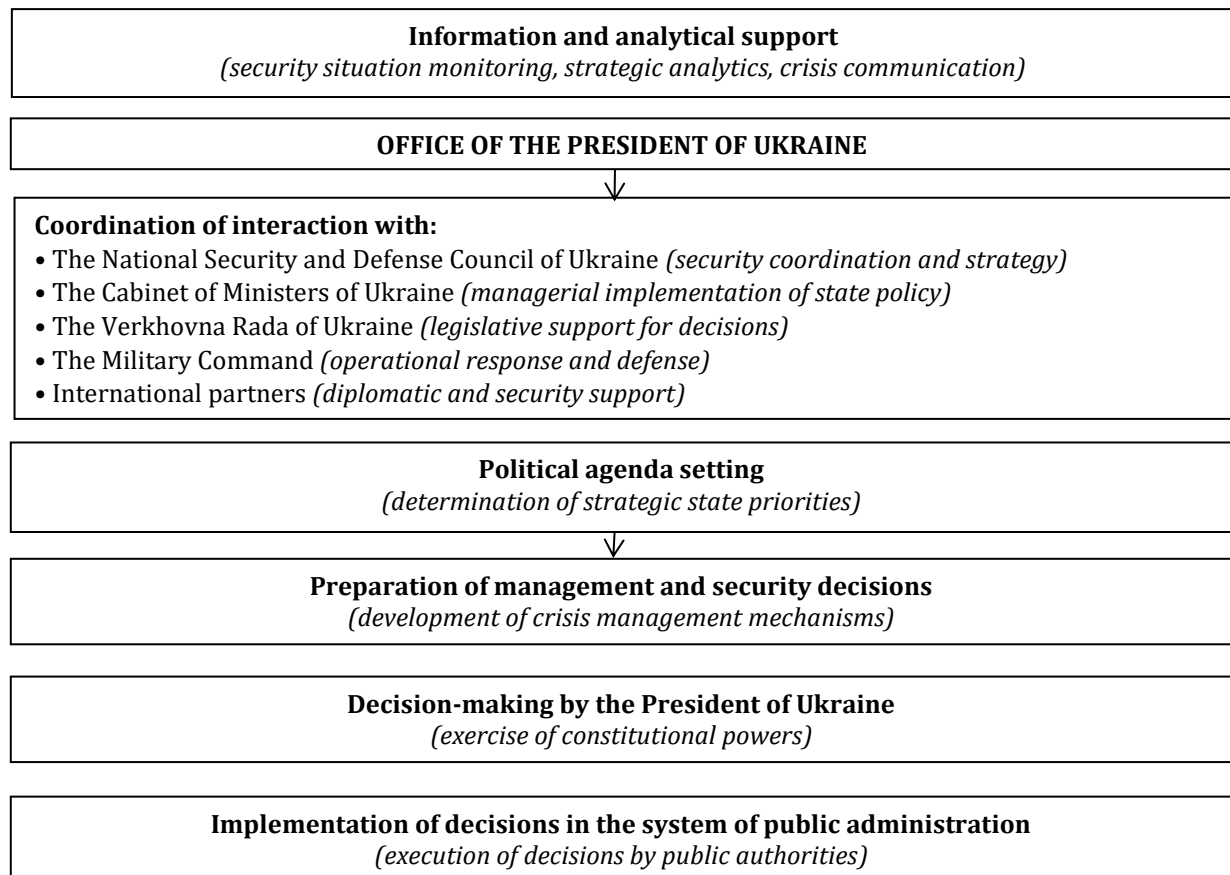 Information and analytical support
(security situation monitoring, strategic analytics, crisis communication)
OFFICE OF THE PRESIDENT OF UKRAINE
Coordination of interaction with:
• The National Security and Defense Council of Ukraine (security coordination and strategy)
• The Cabinet of Ministers of Ukraine (managerial implementation of state policy)
• The Verkhovna Rada of Ukraine (legislative support for decisions)
• The Military Command (operational response and defense)
• International partners (diplomatic and security support)
Political agenda setting
(determination of strategic state priorities)
Preparation of management and security decisions
(development of crisis management mechanisms)
Decision-making by the President of Ukraine
(exercise of constitutional powers)
Implementation of decisions in the system of public administration
(execution of decisions by public authorities)